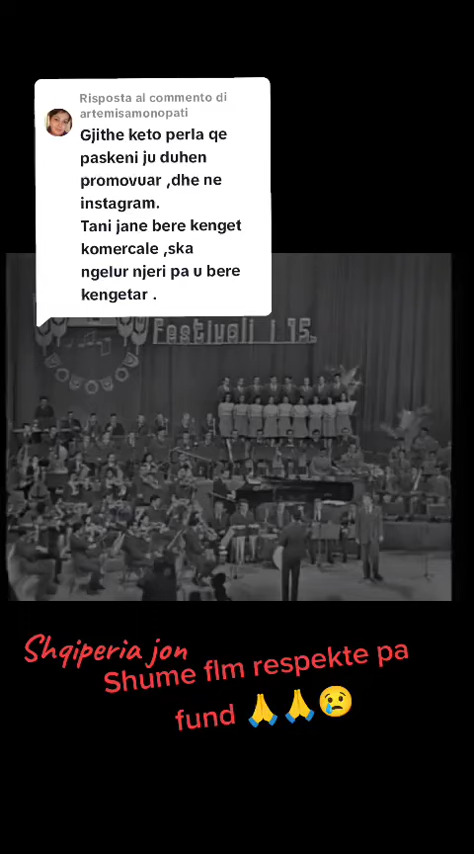 Risposta al commento di
artemisamonopati
Gjithe keto perla qe
paskeni ju duhen
promovuar ,dhe ne
instagram.
Tani jane bere kenget
komercale ,ska
ngelur njeri pa u bere
kengetar .
Festivali i 15.
Shqiperia jon
Shume flm respekte pa
fund 🙏🙏😢